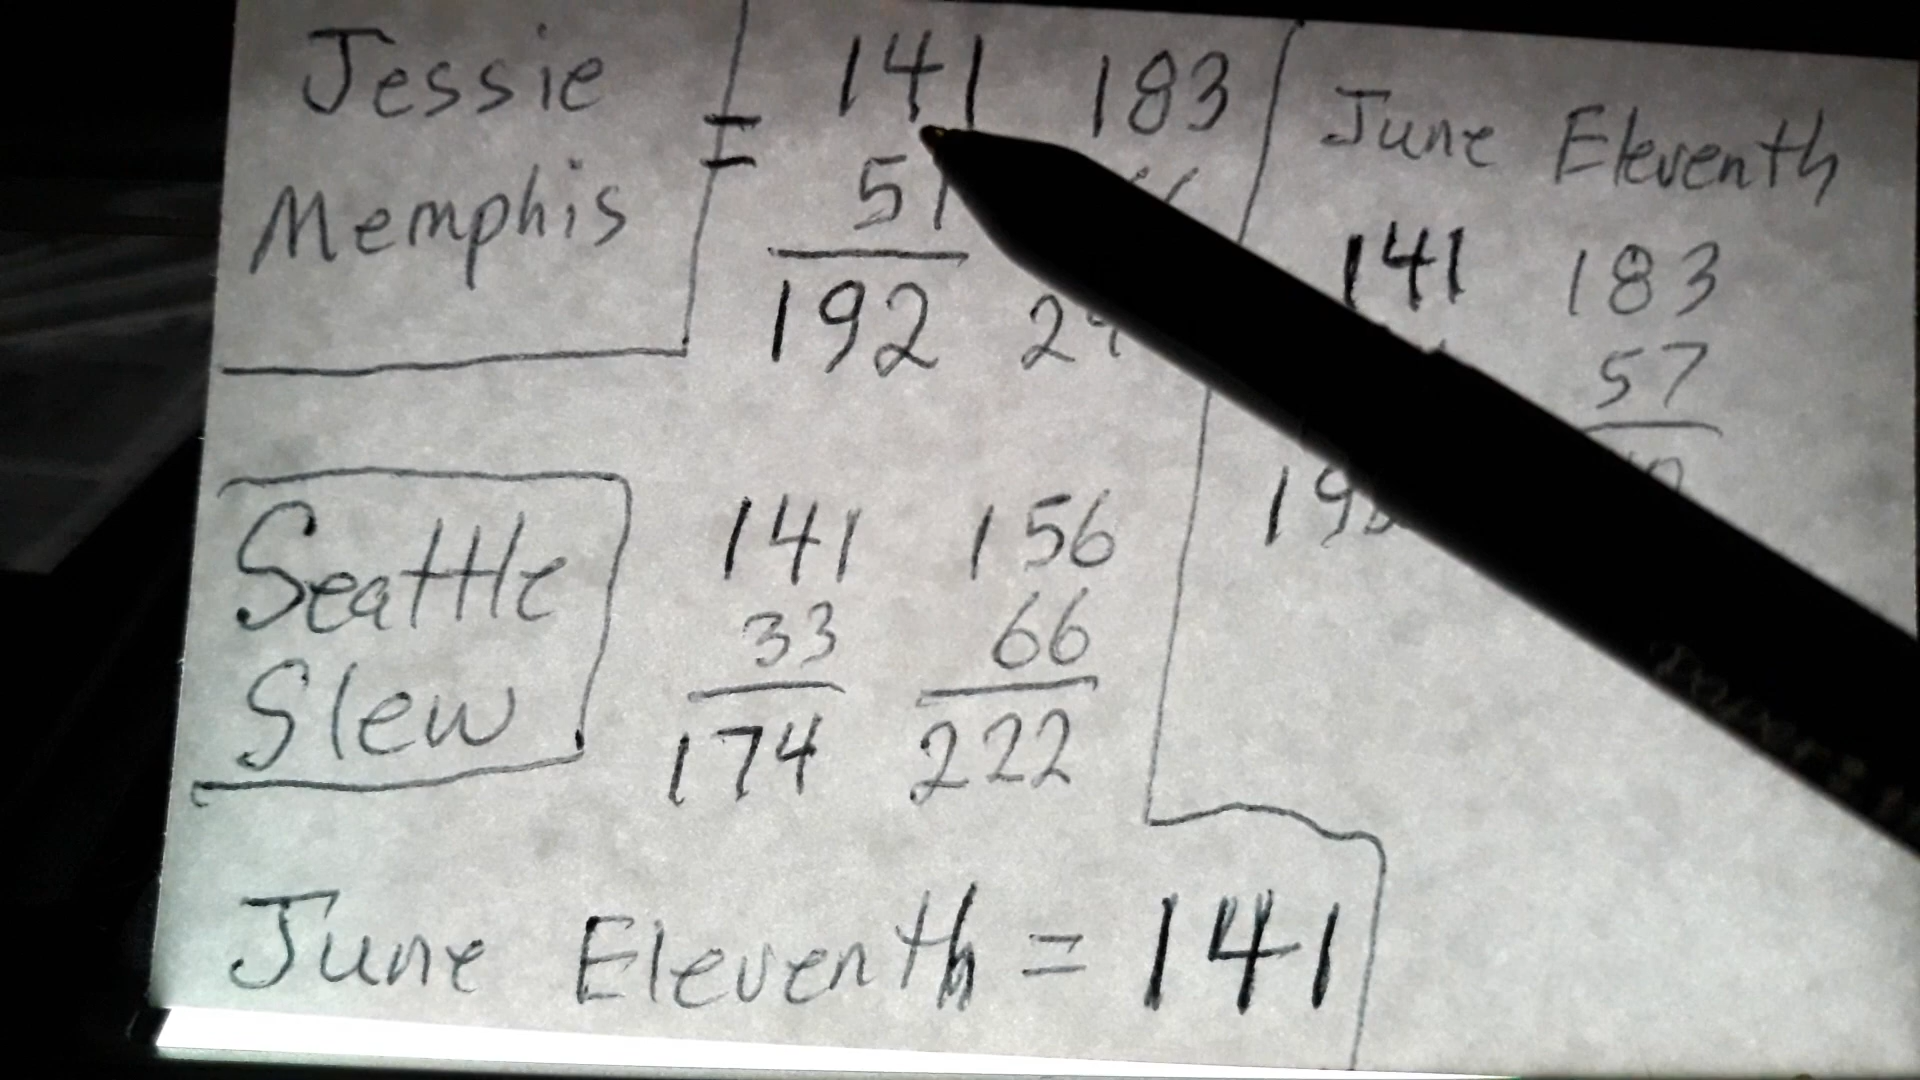 Jessie
Memphis
=
141 183
51
192
Seattle
Slew
141 156
33 66
174 222
June Eleventh
141 183
57
June Eleventh = 141